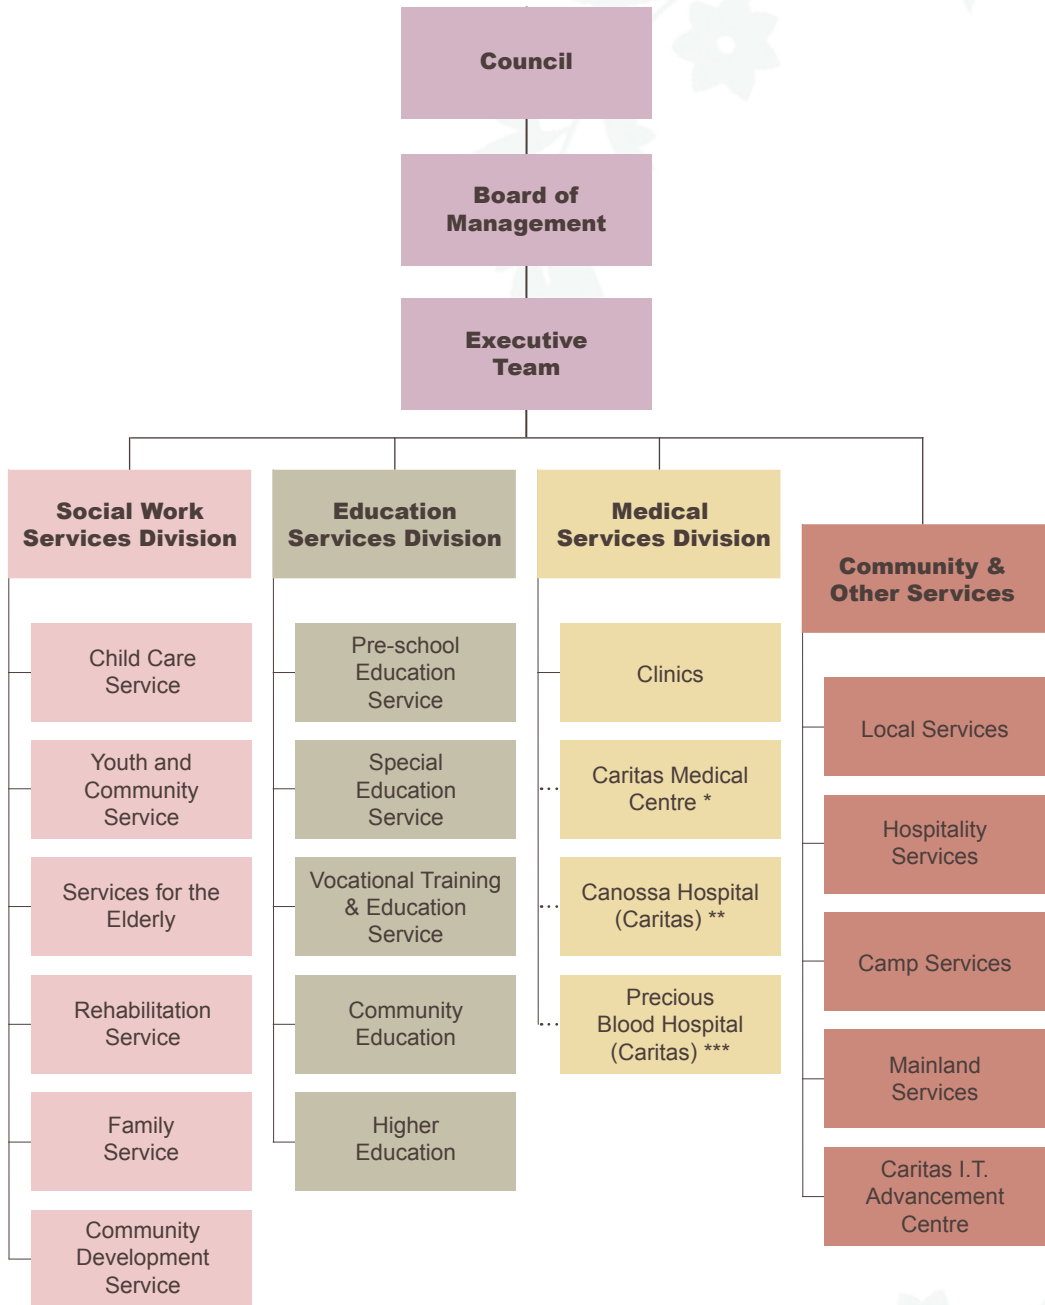 Council
Board of
Management
Executive
Team
Social Work
Services Division
Child Care
Service
Youth and
Community
Service
Services for the
Elderly
Rehabilitation
Service
Family
Service
Community
Development
Service
Education
Services Division
Pre-school
Education
Service
Special
Education
Service
Vocational Training
& Education
Service
Community
Education
Higher
Education
Medical
Services Division
Clinics
Caritas Medical
Centre *
Canossa Hospital
(Caritas) **
Precious
Blood Hospital
(Caritas) ***
Community &
Other Services
Local Services
Hospitality
Services
Camp Services
Mainland
Services
Caritas I.T.
Advancement
Centre